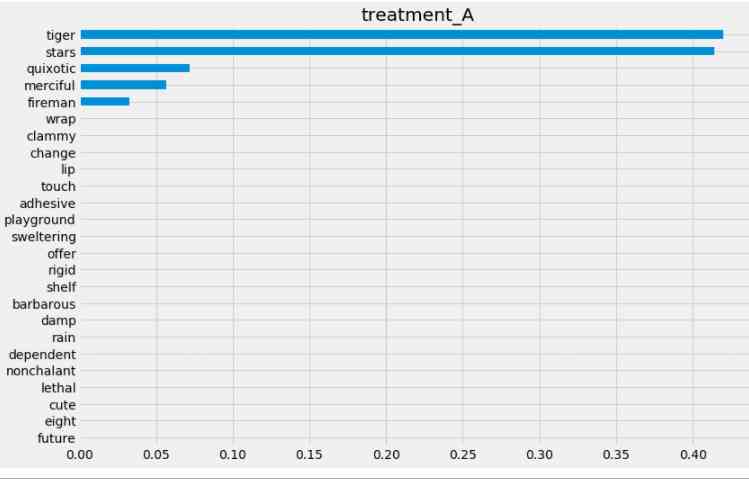 treatment_A
tiger
stars
quixotic
merciful
fireman
wrap
clammy
change
lip
touch
adhesive
playground
sweltering
offer
rigid
shelf
barbarous
damp
rain
dependent
nonchalant
lethal
cute
eight
future
0.00 0.05 0.10 0.15 0.20 0.25 0.30 0.35 0.40